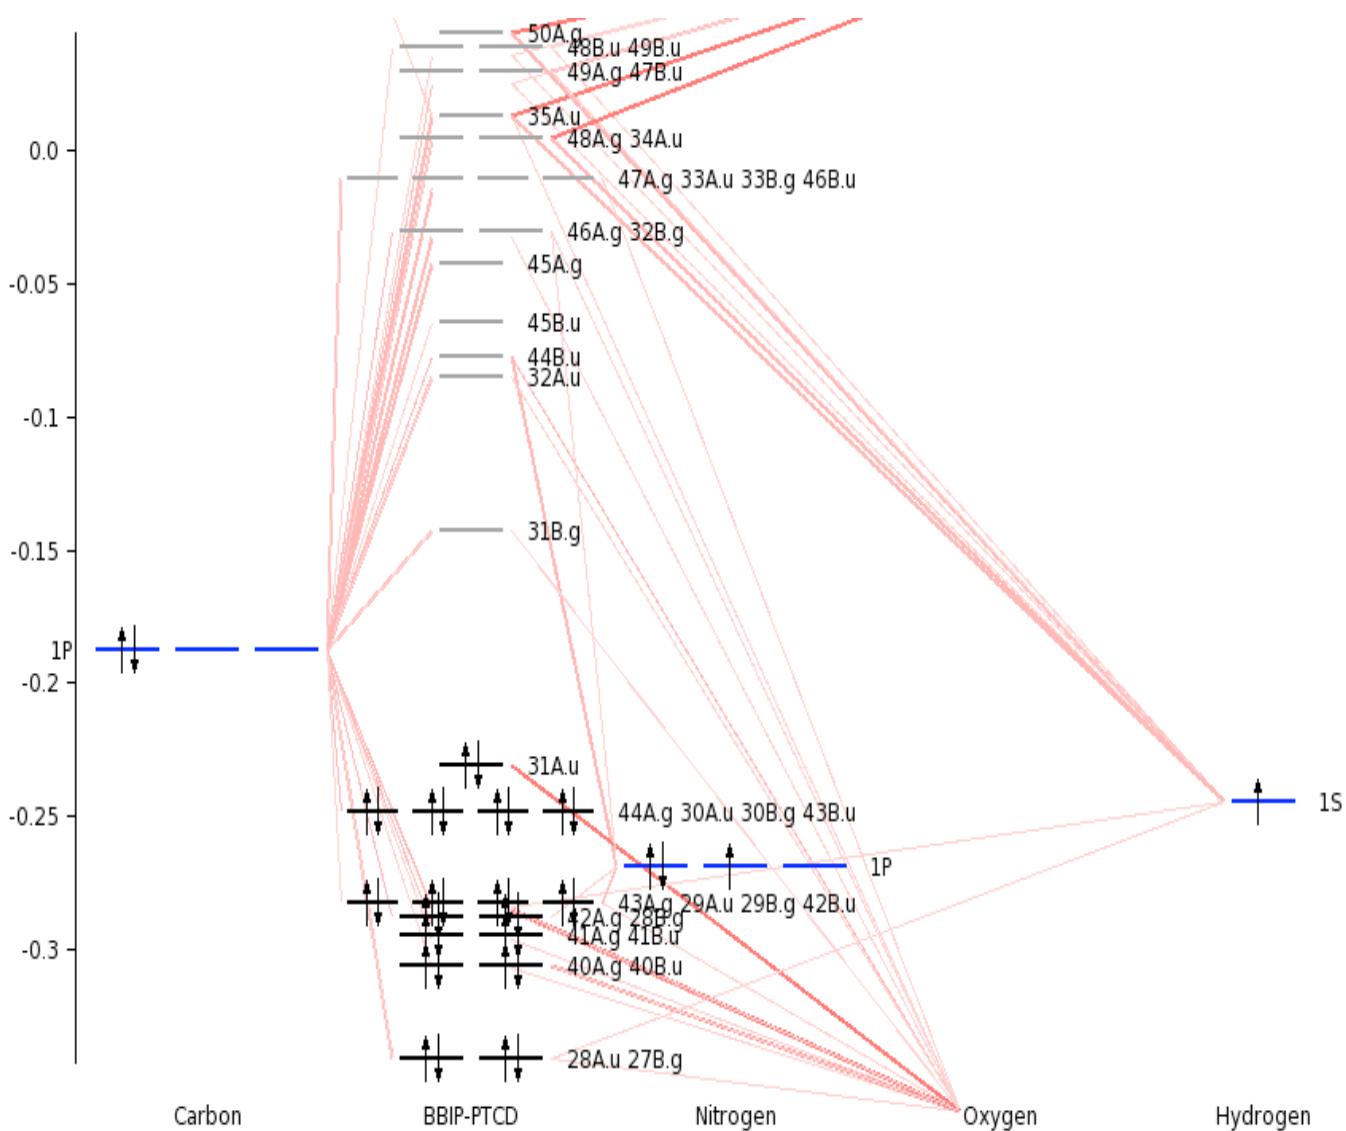 50A.g
48B.u 49B.u
49A.g 47B.u
35A.u
48A.g 34A.u
0.0
47A.g 33A.u 33B.g 46B.u
46A.g 32B.g
45A.g
-0.05
45B.u
44B.u
32A.u
-0.1
31B.g
-0.15
1P
-0.2
31A.u
1S
44A.g 30A.u 30B.g 43B.u
-0.25
1P
43A.g 29A.u 29B.g 42B.u
42A.g 28B.g
41A.g 41B.u
-0.3
40A.g 40B.u
28A.u 27B.g
Carbon BBIP-PTCD Nitrogen Oxygen Hydrogen